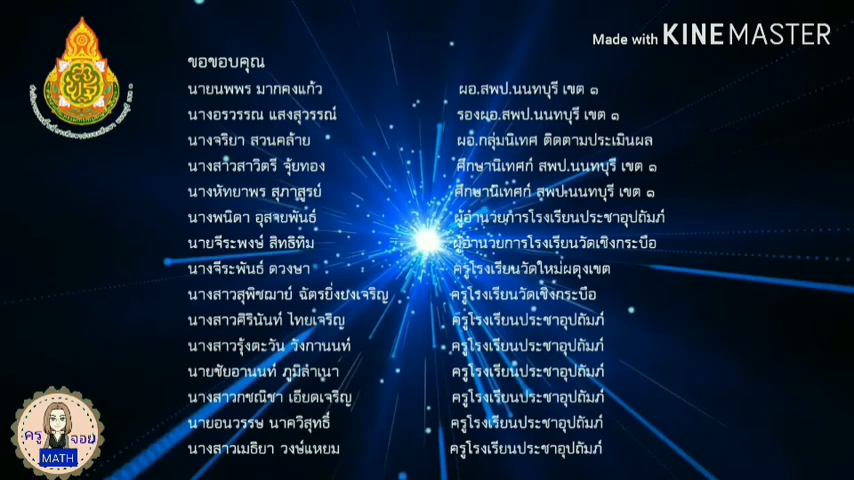 Made with KINEMASTER
ขอขอบคุณ
นายนพพร มากคงแก้ว ผอ.สพป.นนทบุรี เขต ๑
นางอรวรรณ แสงสุวรรณ์ รองผอ.สพป.นนทบุรี เขต ๑
นางจริยา สวนคล้าย ผอ.กลุ่มนิเทศ ติดตามประเมินผล
นางสาวสาวิตรี จุ้ยทอง ศึกษานิเทศก์ สพป.นนทบุรี เขต ๑
นางหัทยาพร สุภาสูรย์ ศึกษานิเทศก์ สพป.นนทบุรี เขต ๑
นางพนิดา อุสายพันธ์ ผู้อำนวยการโรงเรียนประชาอุปถัมภ์
นายจีระพงษ์ สิทธิทิม ผู้อำนวยการโรงเรียนวัดเชิงกระบือ
นางจีระพันธ์ ดวงษา ครูโรงเรียนวัดใหม่ผดุงเขต
นางสาวสุพิชฌาย์ ฉัตรยิ่งยงเจริญ ครูโรงเรียนวัดเชิงกระบือ
นางสาวศิรินันท์ ไทยเจริญ ครูโรงเรียนประชาอุปถัมภ์
นางสาวรุ้งตะวัน วังกานนท์ ครูโรงเรียนประชาอุปถัมภ์
นายชัยอานนท์ ภูมิลำเนา ครูโรงเรียนประชาอุปถัมภ์
นางสาวกชณิชา เอียดเจริญ ครูโรงเรียนประชาอุปถัมภ์
นายอนวรรษ นาควิสุทธิ์ ครูโรงเรียนประชาอุปถัมภ์
นางสาวเมธิยา วงษ์แหยม ครูโรงเรียนประชาอุปถัมภ์
ครู จอย
MATH